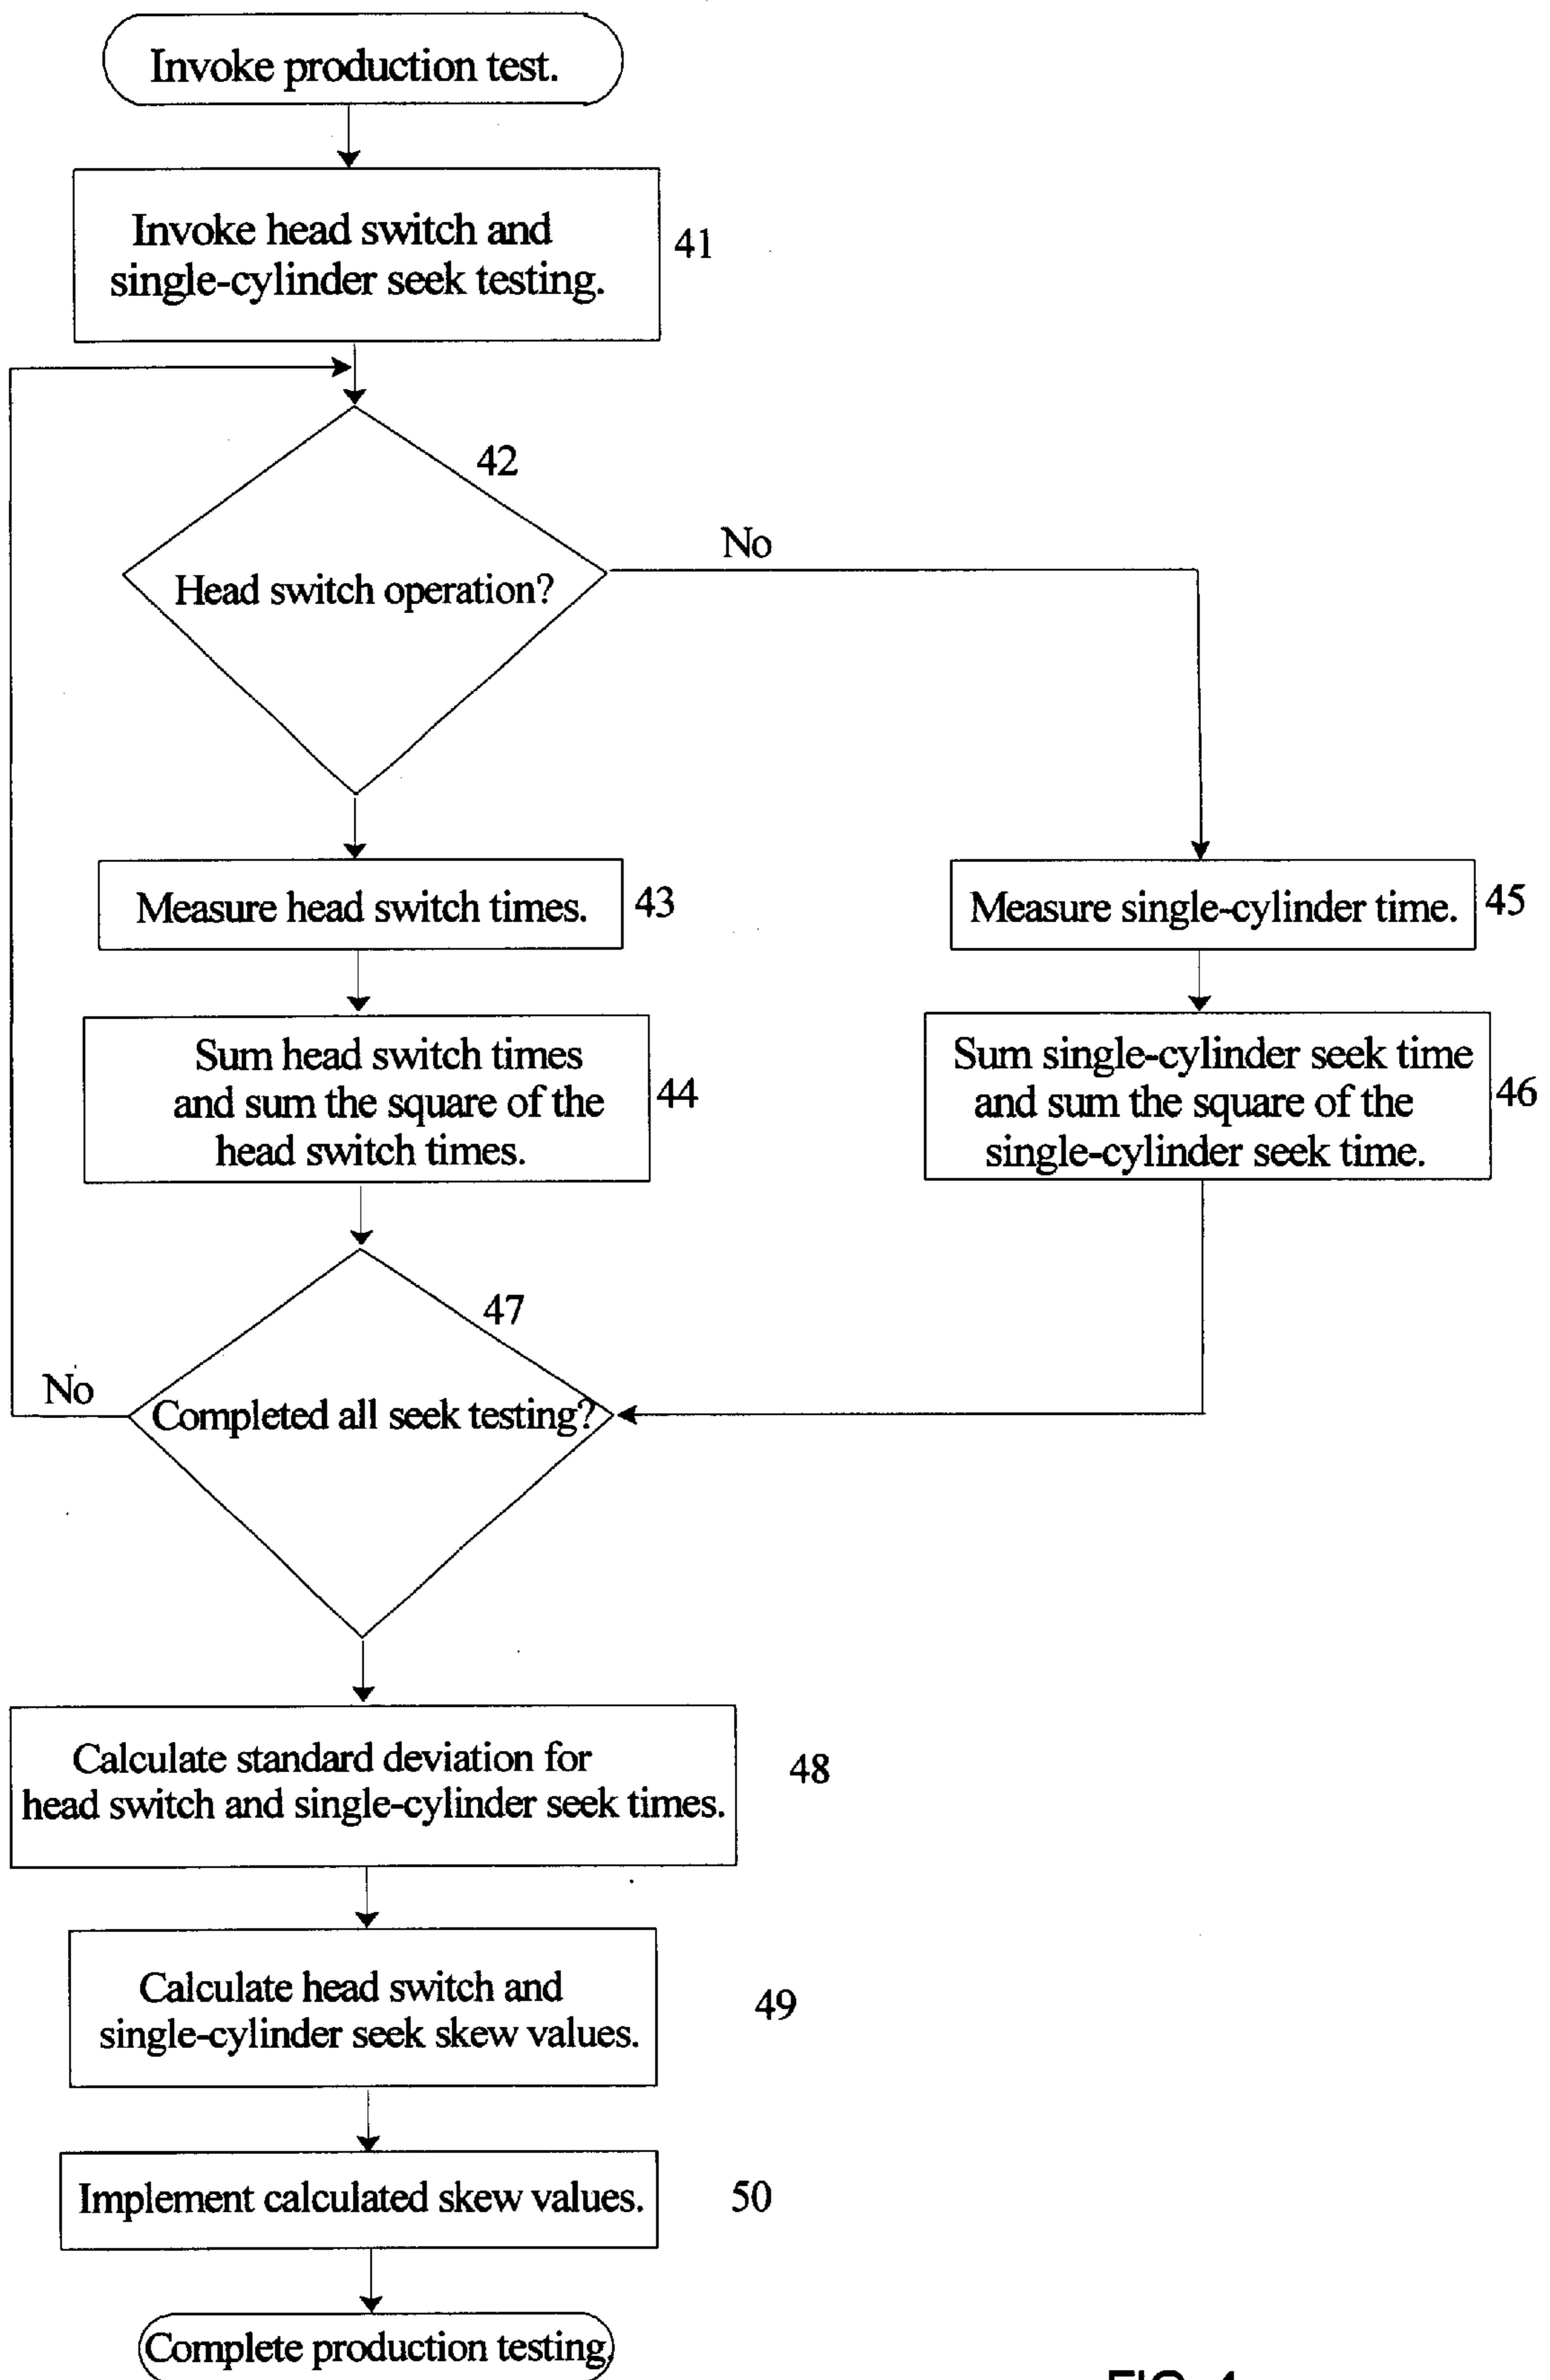 Invoke production test.
Invoke head switch and
single-cylinder seek testing.
41
42
Head switch operation?
No
Measure head switch times.
43
Measure single-cylinder time.
45
Sum head switch times
and sum the square of the
head switch times.
44
Sum single-cylinder seek time
and sum the square of the
single-cylinder seek time.
46
47
Completed all seek testing?
No
Calculate standard deviation for
head switch and single-cylinder seek times.
48
Calculate head switch and
single-cylinder seek skew values.
49
Implement calculated skew values.
50
Complete production testing.